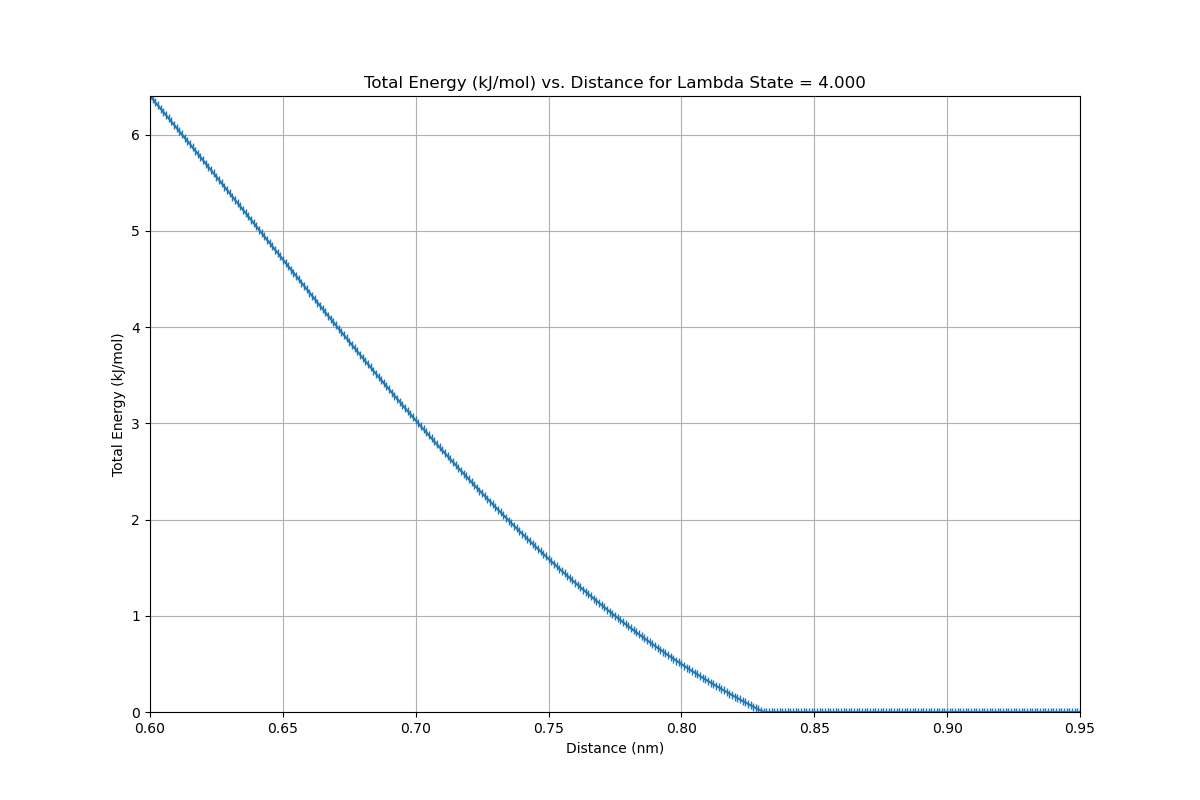 Total Energy (kJ/mol) vs. Distance for Lambda State = 4.000
Total Energy (kJ/mol)
6
5
4
3
2
1
0
0.60 0.65 0.70 0.75 0.80 0.85 0.90 0.95
Distance (nm)